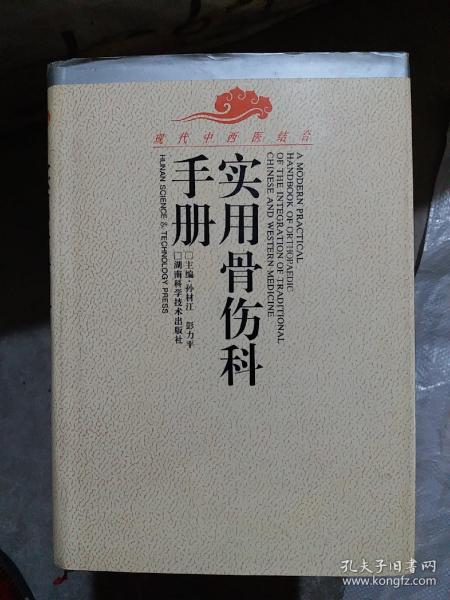 现代中西医结合
实用骨伤科
手册
A MODERN PRACTICAL
HANDBOOK OF ORTHOPAEDIC
OF THE INTEGRATION OF TRADITIONAL
CHINESE AND WESTERN MEDICINE
□主编·孙材江 彭力平
□湖南科学技术出版社
HUNAN SCIENCE & TECHNOLOGY PRESS
孔夫子旧书网
www.kongfz.com